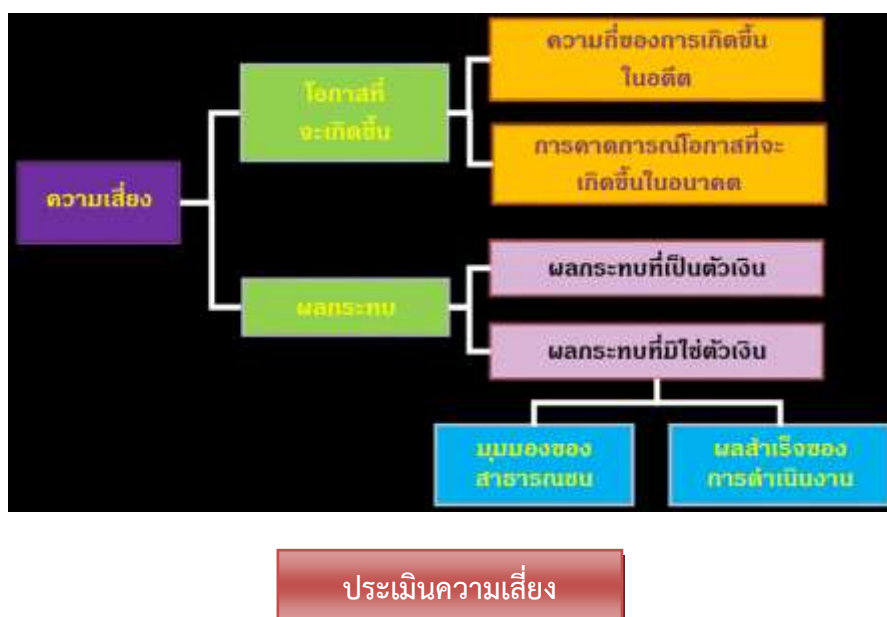 ความเสี่ยง
โอกาสที่
จะเกิดขึ้น
ความถี่ของการเกิดขึ้น
ในอดีต
การคาดการณ์โอกาสที่จะ
เกิดขึ้นในอนาคต
ผลกระทบ
ผลกระทบที่เป็นตัวเงิน
ผลกระทบที่มิใช่ตัวเงิน
มุมมองของ
สาธารณชน
ผลสำเร็จของ
การดำเนินงาน
ประเมินความเสี่ยง